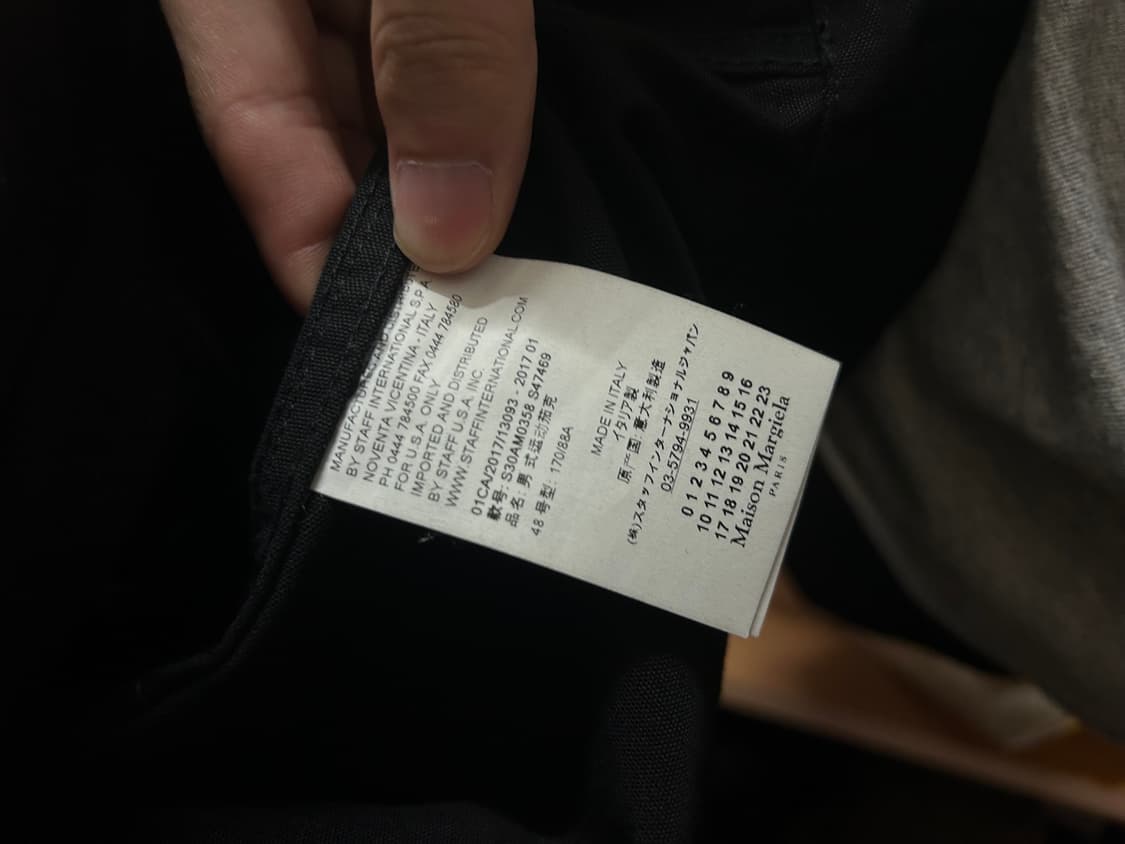 MANUFACTURED AND DISTRIBUTED
BY STAFF INTERNATIONAL S.P.A
NOVENTA VICENTINA - ITALY
PH 0444 784500 FAX 0444 784580
FOR U.S.A. ONLY
IMPORTED AND DISTRIBUTED
BY STAFF U.S.A. INC.
WWW.STAFFINTERNATIONAL.COM
01CA/2017/13093 - 2017 01
款号: S30AM0358 S47469
品名: 男式运动茄克
48 号型: 170/88A
MADE IN ITALY
イタリア製
原产国: 意大利製造
(株)スタッフインターナショナルジャパン
03-5794-9931
0 1 2 3 4 5 6 7 8 9
10 11 12 13 14 15 16
17 18 19 20 21 22 23
Maison Margiela
PARIS